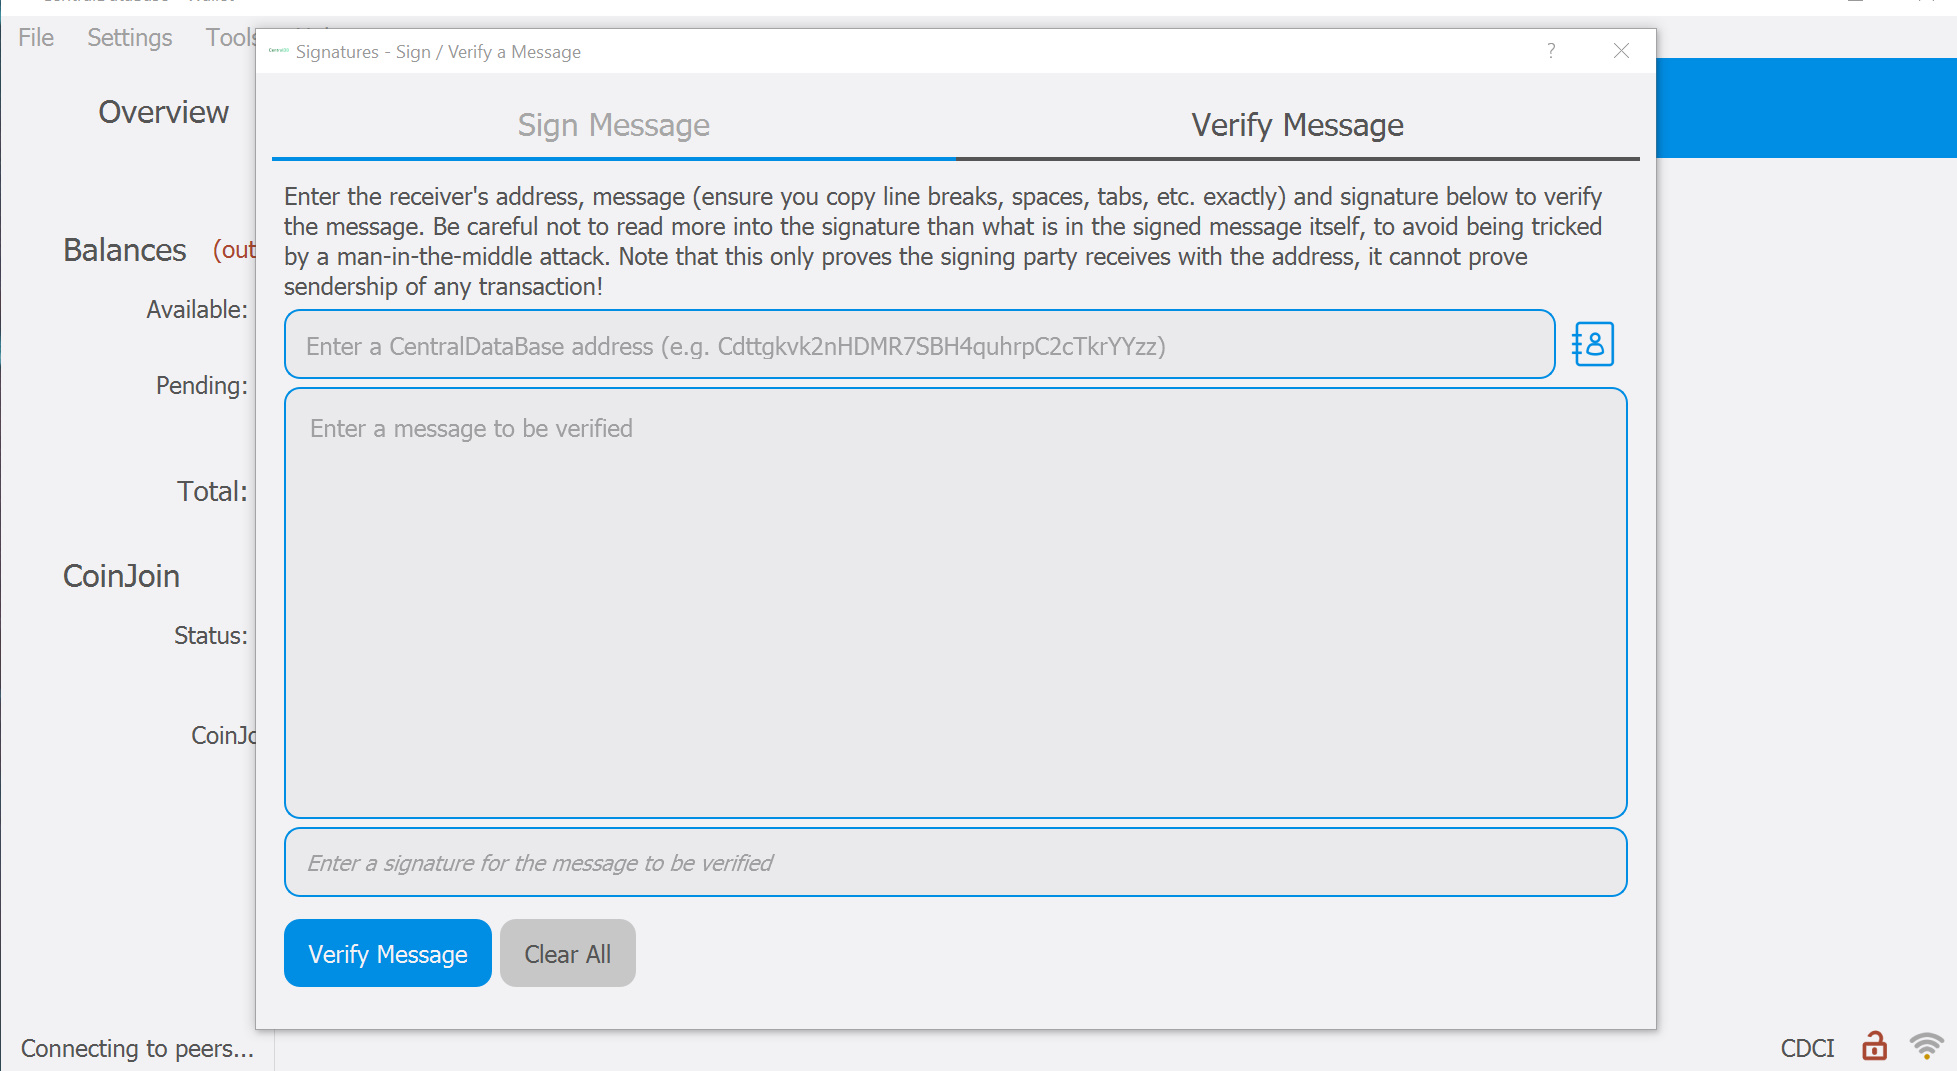 File Settings Tools
Signatures - Sign / Verify a Message
?
Overview
Sign Message
Verify Message
Enter the receiver's address, message (ensure you copy line breaks, spaces, tabs, etc. exactly) and signature below to verify
the message. Be careful not to read more into the signature than what is in the signed message itself, to avoid being tricked
by a man-in-the-middle attack. Note that this only proves the signing party receives with the address, it cannot prove
sendership of any transaction!
Balances (out
Available:
Enter a CentralDataBase address (e.g. Cdttgkvk2nHDMR7SBH4quhrpC2cTkrYYzz)
Pending:
Enter a message to be verified
Total:
CoinJoin
Status:
CoinJo
Enter a signature for the message to be verified
Verify Message
Clear All
Connecting to peers...
CDCI